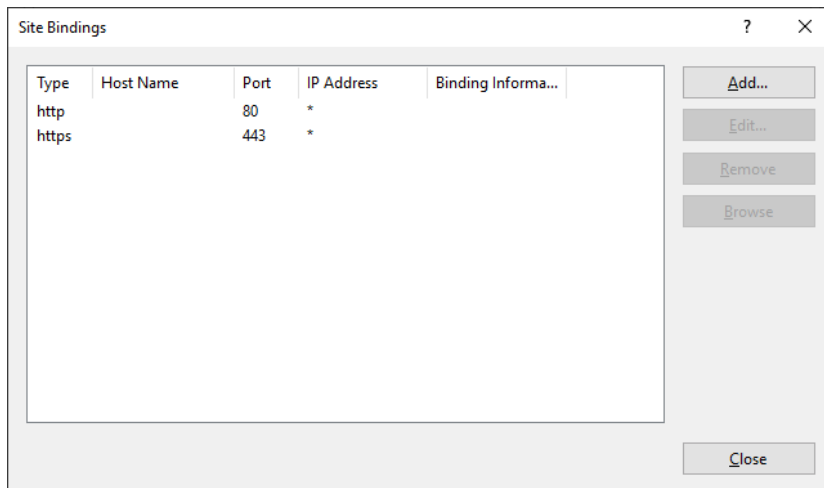 Site Bindings
Type Host Name Port IP Address Binding Informa...
http 80 *
https 443 *
Add...
Edit...
Remove
Browse
Close